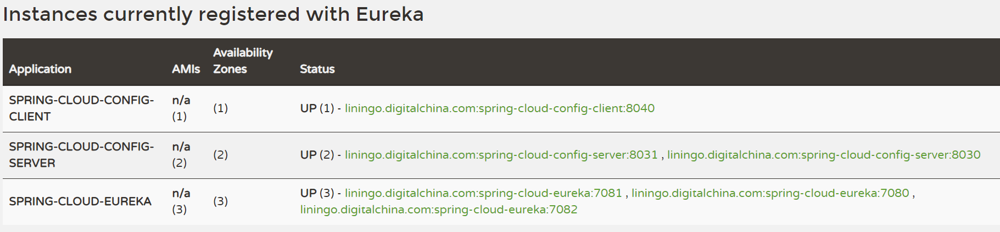 Instances currently registered with Eureka
Application AMIs Availability Zones Status
SPRING-CLOUD-CONFIG-CLIENT n/a (1) (1) UP (1) - liningo.digitalchina.com:spring-cloud-config-client:8040
SPRING-CLOUD-CONFIG-SERVER n/a (2) (2) UP (2) - liningo.digitalchina.com:spring-cloud-config-server:8031 , liningo.digitalchina.com:spring-cloud-config-server:8030
SPRING-CLOUD-EUREKA n/a (3) (3) UP (3) - liningo.digitalchina.com:spring-cloud-eureka:7081 , liningo.digitalchina.com:spring-cloud-eureka:7080 ,
liningo.digitalchina.com:spring-cloud-eureka:7082